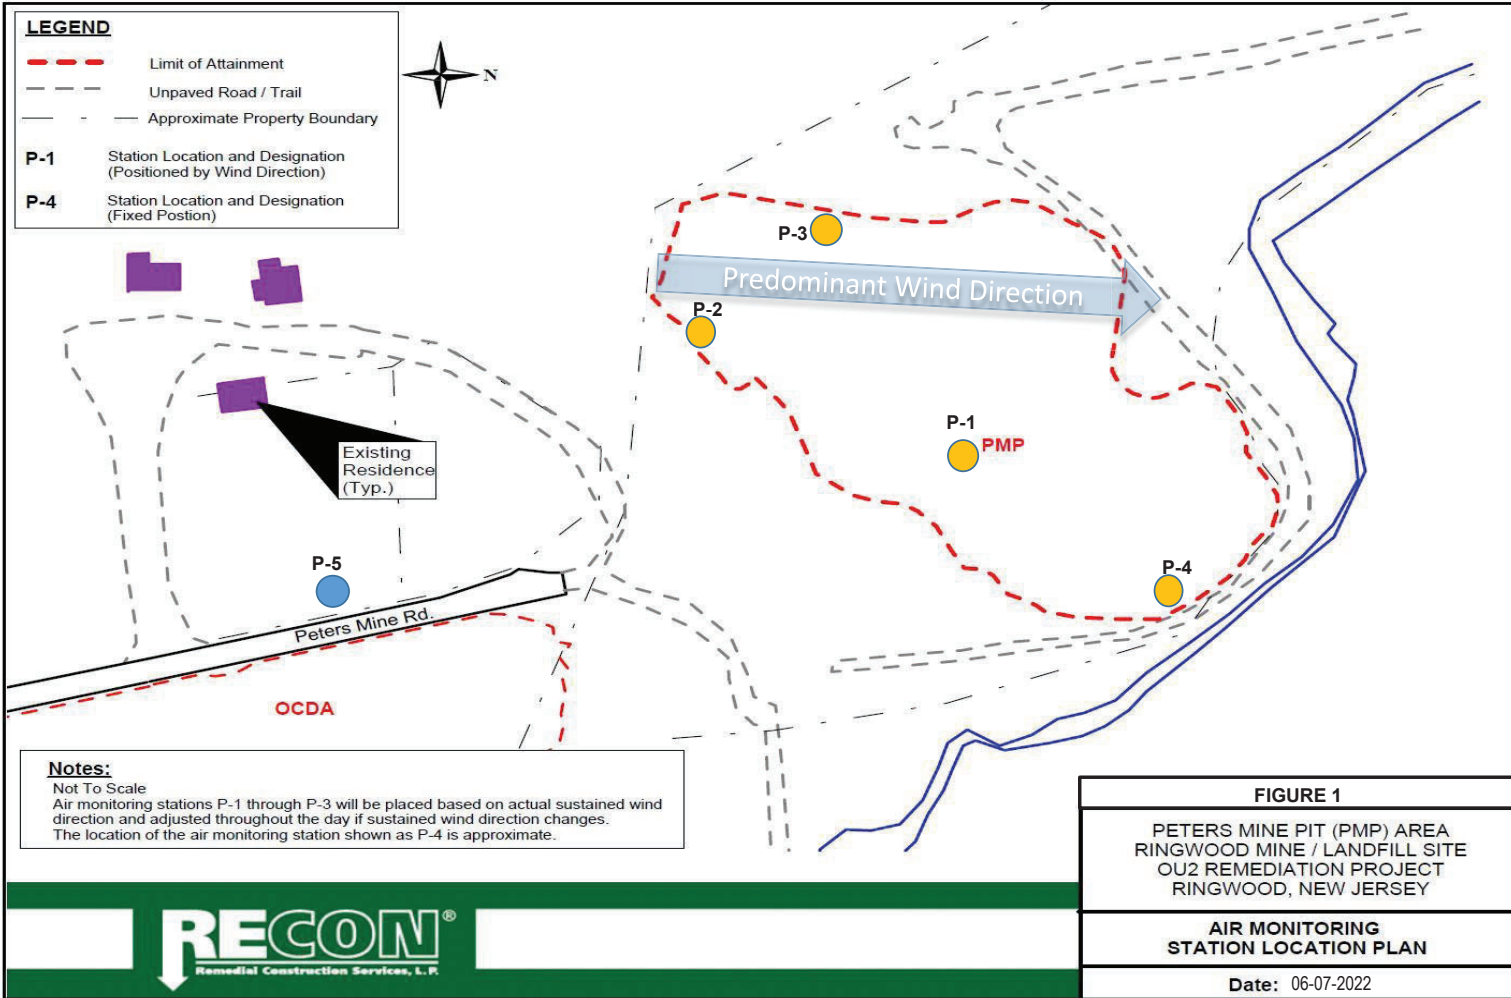 LEGEND
Limit of Attainment
Unpaved Road / Trail
Approximate Property Boundary
P-1 Station Location and Designation
(Positioned by Wind Direction)
P-4 Station Location and Designation
(Fixed Postion)
N
P-3
Predominant Wind Direction
P-2
P-1
PMP
Existing
Residence
(Typ.)
P-5
P-4
Peters Mine Rd.
OCDA
Notes:
Not To Scale
Air monitoring stations P-1 through P-3 will be placed based on actual sustained wind
direction and adjusted throughout the day if sustained wind direction changes.
The location of the air monitoring station shown as P-4 is approximate.
RECON®
Remedial Construction Services, L.P.
FIGURE 1
PETERS MINE PIT (PMP) AREA
RINGWOOD MINE / LANDFILL SITE
OU2 REMEDIATION PROJECT
RINGWOOD, NEW JERSEY
AIR MONITORING
STATION LOCATION PLAN
Date: 06-07-2022